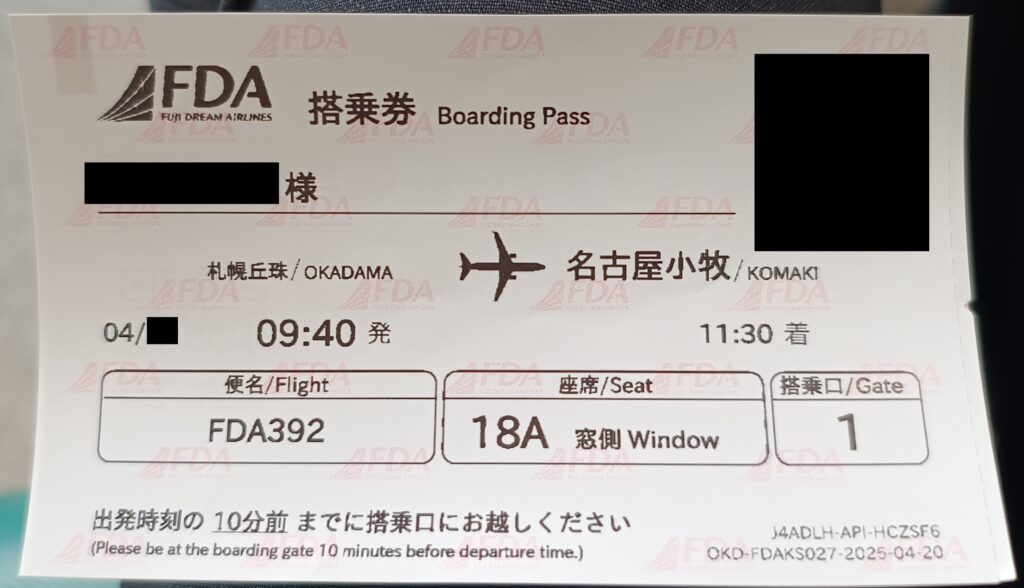 FDA
FUJI DREAM AIRLINES
搭乗券 Boarding Pass
様
札幌丘珠/OKADAMA
名古屋小牧/KOMAKI
04/
09:40 発
11:30 着
便名/Flight
座席/Seat
搭乗口/Gate
FDA392
18A 窓側 Window
1
出発時刻の 10分前 までに搭乗口にお越しください
(Please be at the boarding gate 10 minutes before departure time.)
J4ADLH-API-HCZSF6
OKD-FDAKS027-2025-04-20